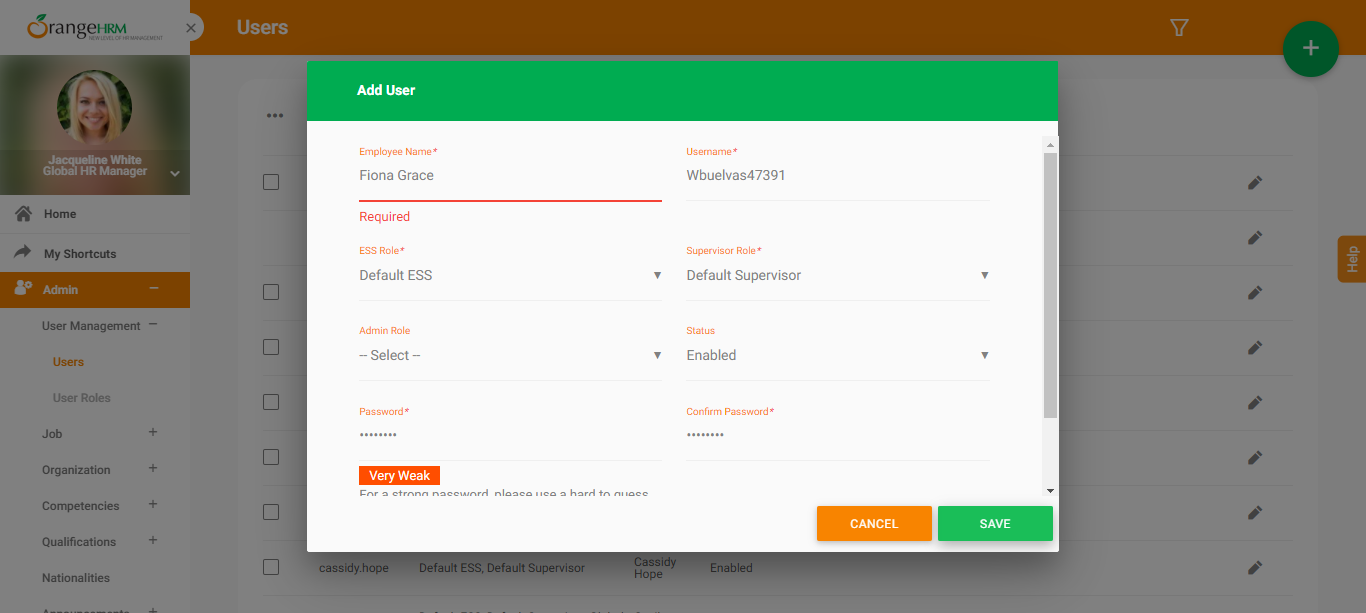 OrangeHRM
NEW LEVEL OF HR MANAGEMENT
Users
Jacqueline White
Global HR Manager
Home
My Shortcuts
Admin
User Management
Users
User Roles
Job
Organization
Competencies
Qualifications
Nationalities
Announcements
Add User
Employee Name* Username*
Fiona Grace Wbuelvas47391
Required
ESS Role* Supervisor Role*
Default ESS Default Supervisor
Admin Role Status
-- Select -- Enabled
Password* Confirm Password*
•••••••• ••••••••
Very Weak
For a strong password, please use a hard to guess
CANCEL SAVE
cassidy.hope Default ESS, Default Supervisor Cassidy Hope Enabled
Help